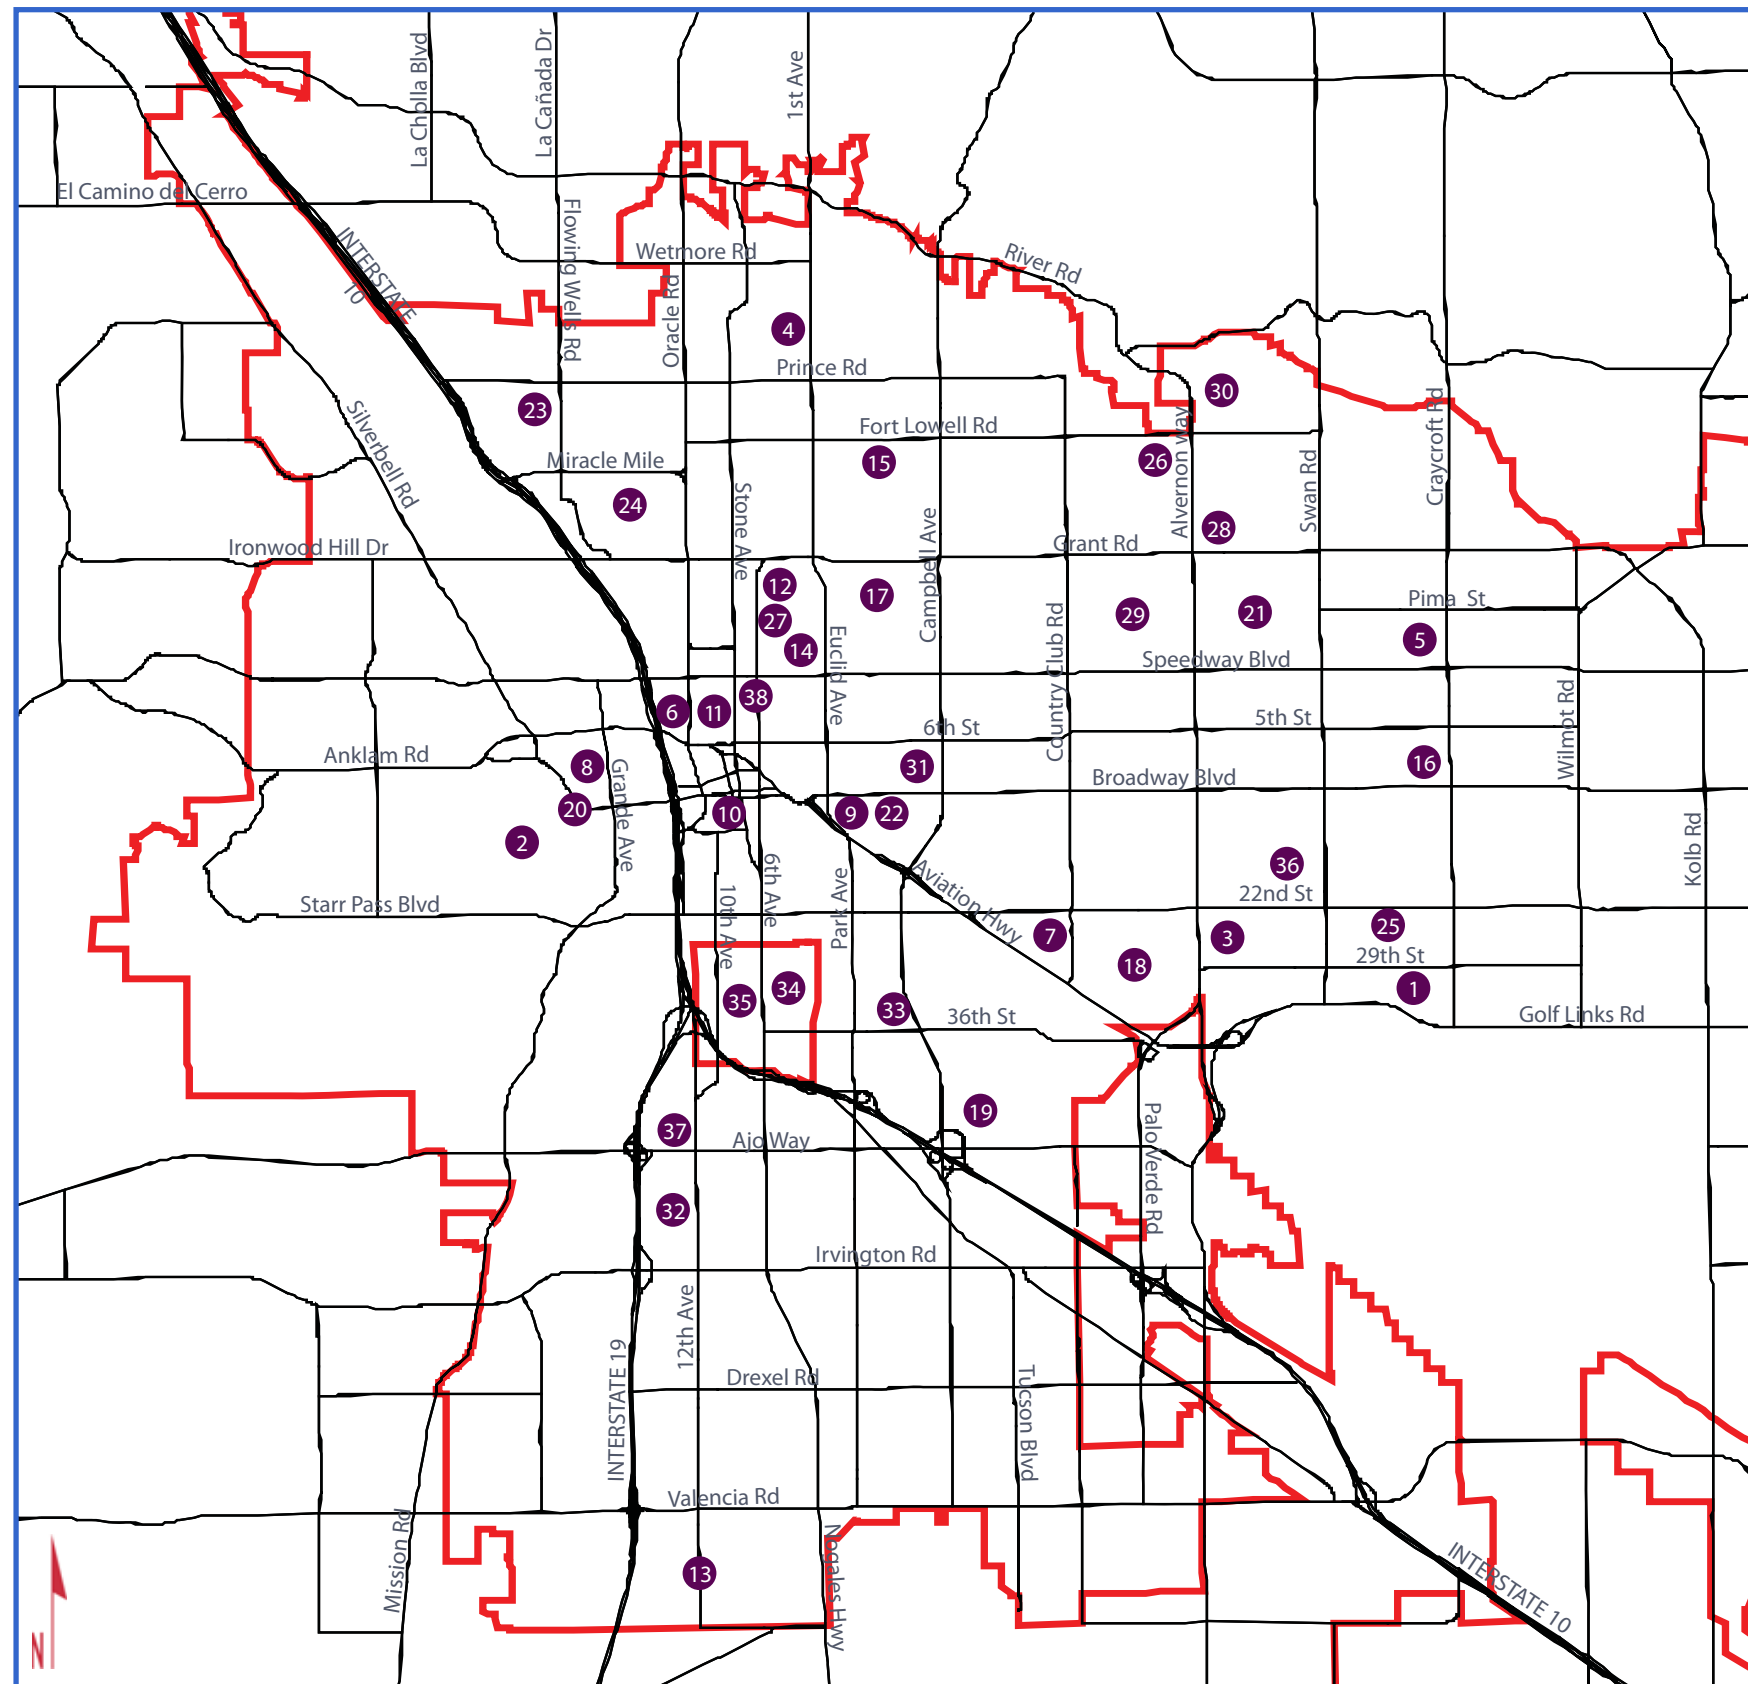 La Cholla Blvd
La Cañada Dr
1st Ave
El Camino del Cerro
INTERSTATE
10
Flowing Wells Rd
Wetmore Rd
Oracle Rd
River Rd
4
Prince Rd
23
30
Silverbell Rd
Fort Lowell Rd
Alvernon way
Craycroft Rd
Miracle Mile
15
26
Swan Rd
24
Stone Ave
28
Ironwood Hill Dr
Campbell Ave
Grant Rd
12
17
29
21
Pima St
27
5
14
Euclid Ave
Country Club Rd
Speedway Blvd
38
6
11
6th St
5th St
Wilmot Rd
Anklam Rd
8
31
16
Grande Ave
Broadway Blvd
20
10
9
22
2
Kolb Rd
6th Ave
36
Park Ave
Aviation Hwy
22nd St
Starr Pass Blvd
10th Ave
7
3
25
29th St
18
35
34
33
1
36th St
Golf Links Rd
19
37
Ajo Way
Palo Verde Rd
32
Irvington Rd
12th Ave
INTERSTATE 19
Drexel Rd
Tucson Blvd
Valencia Rd
Mission Rd
Nogales Hwy
13
INTERSTATE 10
N